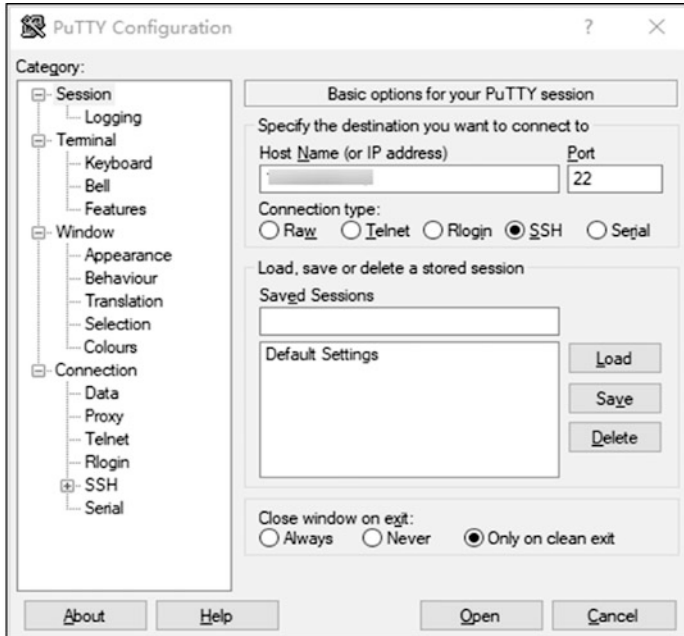 PuTTY Configuration
?
Category:
Session
Logging
Terminal
Keyboard
Bell
Features
Window
Appearance
Behaviour
Translation
Selection
Colours
Connection
Data
Proxy
Telnet
Rlogin
SSH
Serial
Basic options for your PuTTY session
Specify the destination you want to connect to
Host Name (or IP address) Port
22
Connection type:
Raw Telnet Rlogin SSH Serial
Load, save or delete a stored session
Saved Sessions
Default Settings
Load
Save
Delete
Close window on exit:
Always Never Only on clean exit
About Help Open Cancel